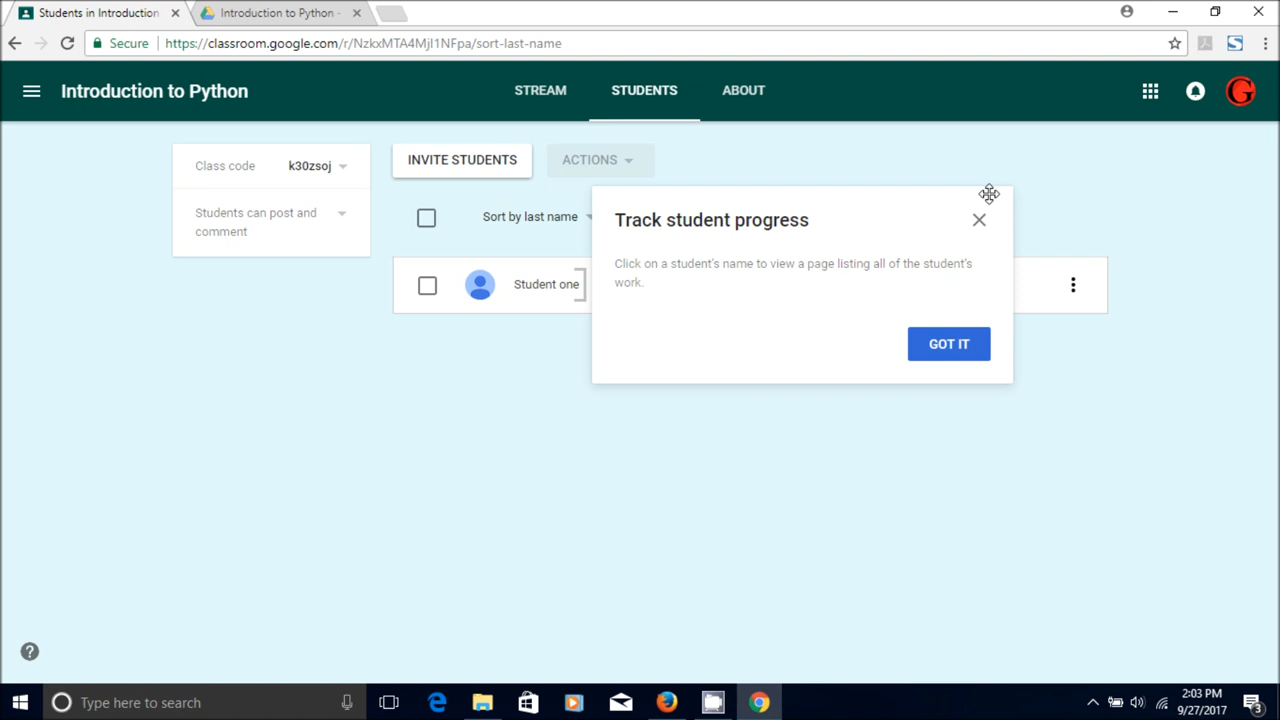 Students in Introduction
Introduction to Python -
Secure
https://classroom.google.com/r/NzkxMTA4MjI1NFpa/sort-last-name
Introduction to Python
STREAM
STUDENTS
ABOUT
G
Class code
k30zsoj
Students can post and
comment
INVITE STUDENTS
ACTIONS
Sort by last name
Student one
Track student progress
Click on a student's name to view a page listing all of the student's
work.
GOT IT
Type here to search
2:03 PM
9/27/2017
3